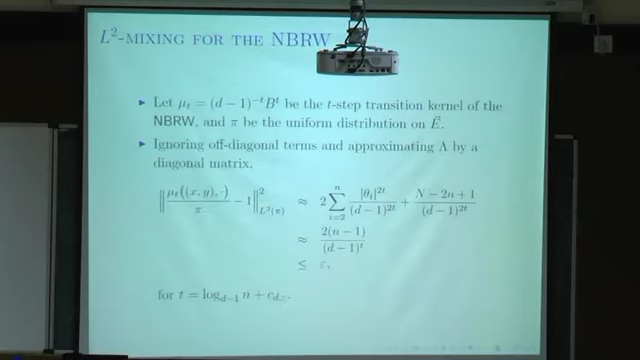 L²-MIXING FOR THE NBRW
▸ Let μ_t = (d − 1)^{−t}B^t be the t-step transition kernel of the
NBRW, and π be the uniform distribution on E⃗.
▸ Ignoring off-diagonal terms and approximating Λ by a
diagonal matrix,
‖ μ_t((x, y), ·) / π − 1 ‖²_{L²(π)} ≈ 2 ∑_{i=2}^{n} |θ_i|^{2t} / (d − 1)^{2t} + (N − 2n + 1) / (d − 1)^{2t}
≈ 2(n − 1) / (d − 1)^t
≤ ε,
for t = log_{d−1} n + c_{d,ε}.